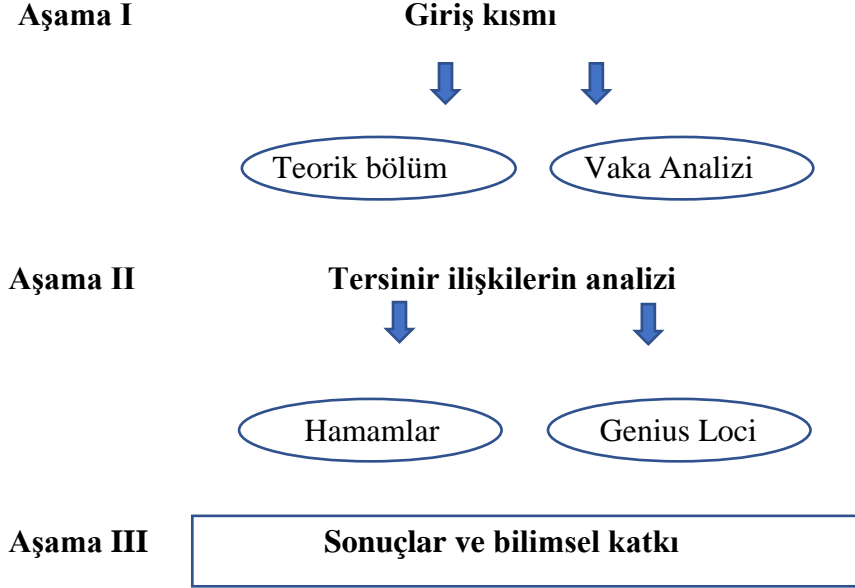 Aşama I Giriş kısmı
Teorik bölüm Vaka Analizi
Aşama II Tersinir ilişkilerin analizi
Hamamlar Genius Loci
Aşama III Sonuçlar ve bilimsel katkı